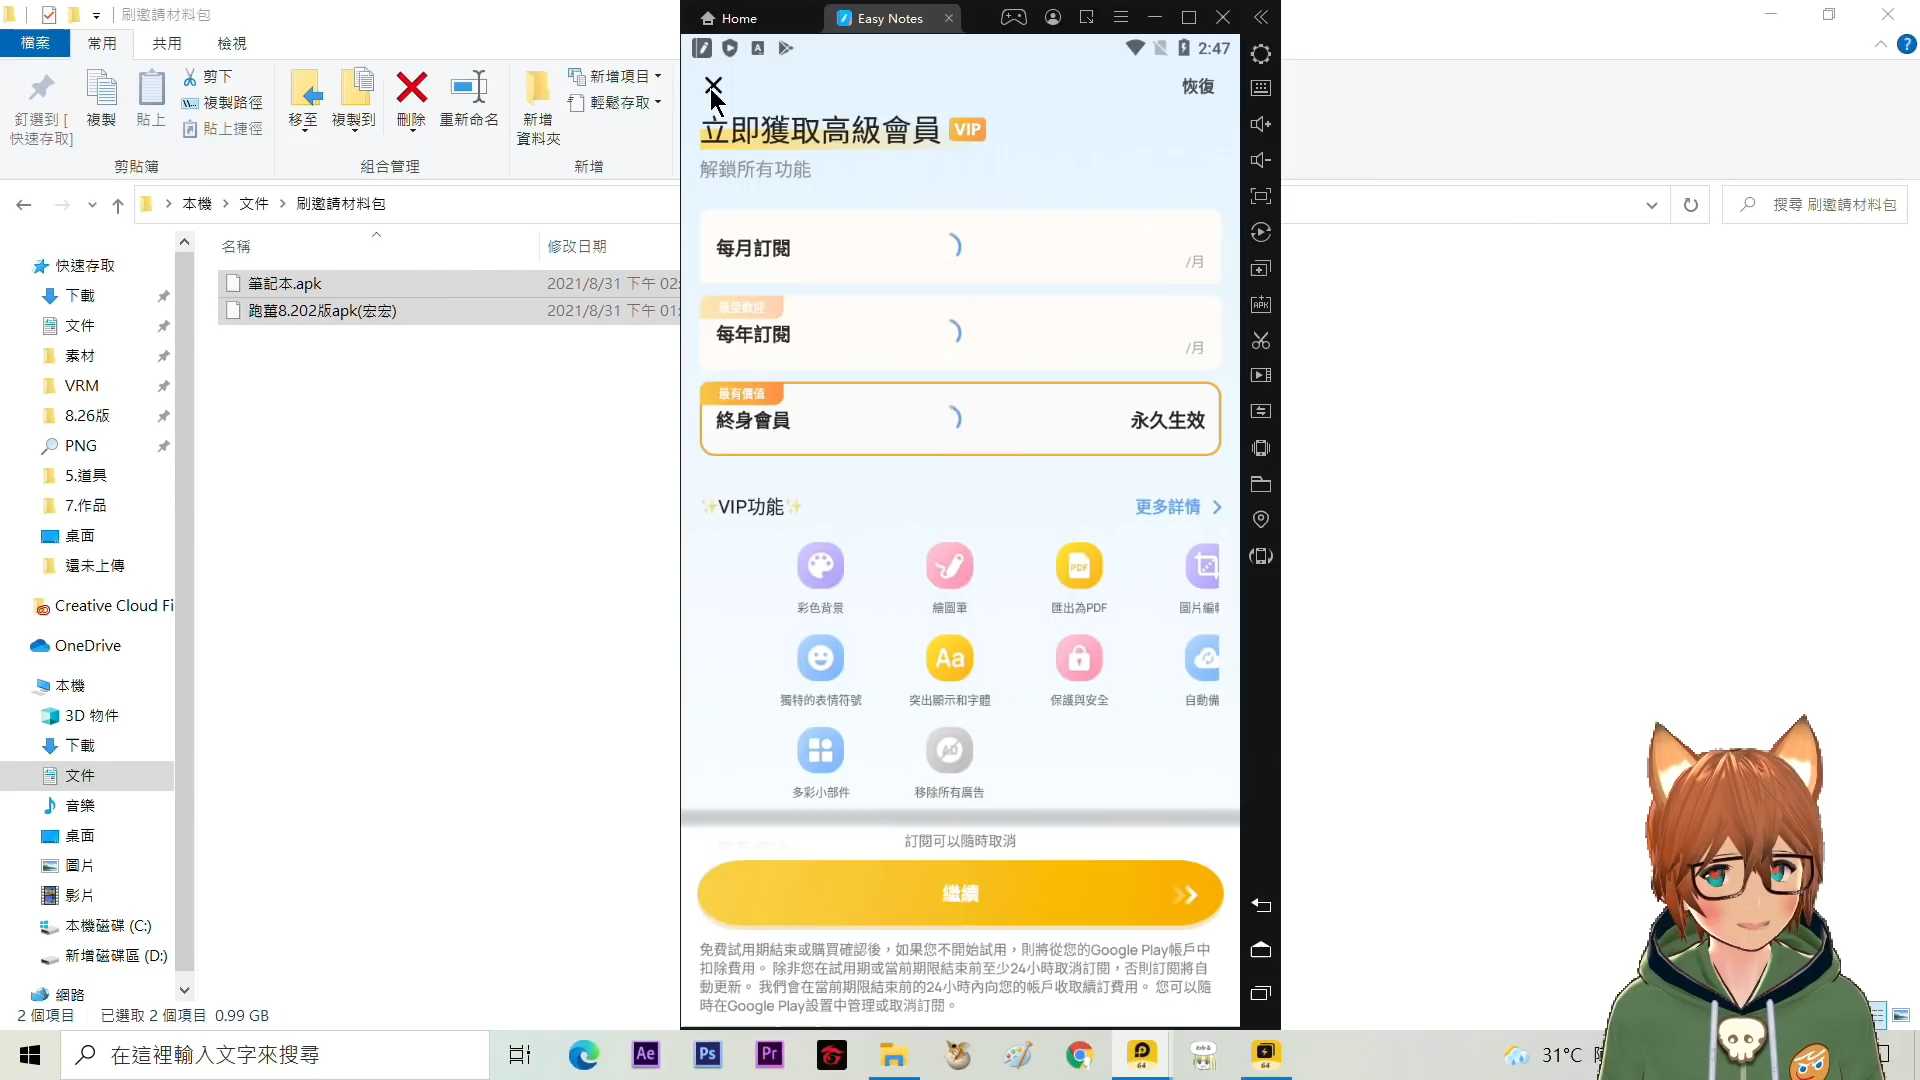 刷邀請材料包
檔案
常用
共用
檢視
釘選到 [
快速存取]
複製
貼上
剪下
複製路徑
貼上捷徑
剪貼簿
移至
複製到
刪除
重新命名
組合管理
新增
資料夾
新增項目
輕鬆存取
新增
本機 > 文件 > 刷邀請材料包
搜尋 刷邀請材料包
名稱
修改日期
筆記本.apk
2021/8/31 下午 02:
跑薑8.202版apk(宏宏)
2021/8/31 下午 01:
快速存取
下載
文件
素材
VRM
8.26版
PNG
5.道具
7.作品
桌面
還未上傳
Creative Cloud Fi
OneDrive
本機
3D 物件
下載
文件
音樂
桌面
圖片
影片
本機磁碟 (C:)
新增磁碟區 (D:)
網路
2 個項目
已選取 2 個項目 0.99 GB
Home
Easy Notes
2:47
恢復
立即獲取高級會員 VIP
解鎖所有功能
每月訂閱
/月
最受歡迎
每年訂閱
/月
最有價值
終身會員
永久生效
✨VIP功能✨
更多詳情
PDF
彩色背景
繪圖筆
匯出為PDF
圖片編輯
Aa
獨特的表情符號
突出顯示和字體
保護與安全
自動備
AD
多彩小部件
移除所有廣告
訂閱可以隨時取消
繼續
免費試用期結束或購買確認後，如果您不開始試用，則將從您的Google Play帳戶中
扣除費用。 除非您在試用期或當前期限結束前至少24小時取消訂閱，否則訂閱將自
動更新。 我們會在當前期限結束前的24小時內向您的帳戶收取續訂費用。 您可以隨
時在Google Play設置中管理或取消訂閱。
APK
在這裡輸入文字來搜尋
Ae
Ps
Pr
64
64
31°C